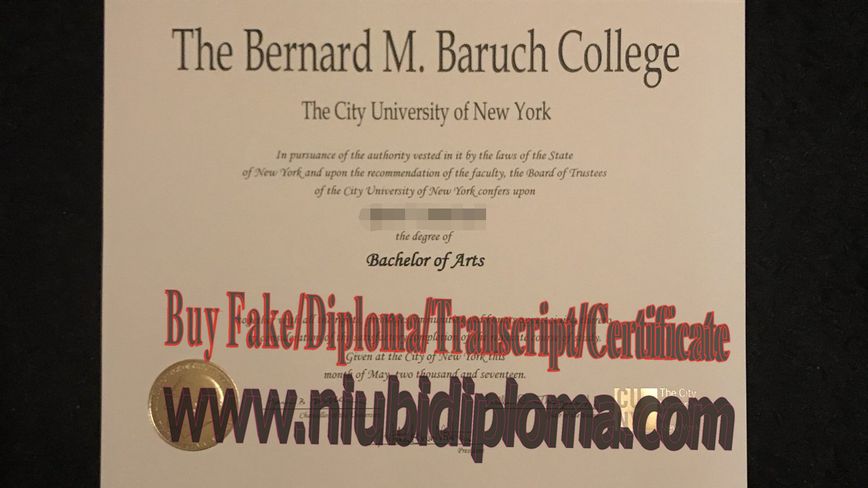 The Bernard M. Baruch College
The City University of New York
In pursuance of the authority vested in it by the laws of the State
of New York and upon the recommendation of the faculty, the Board of Trustees
of the City University of New York confers upon
the degree of
Bachelor of Arts
Buy Fake/Diploma/Transcript/Certificate
Given at the City of New York this
month of May, two thousand and seventeen.
www.niubidiploma.com
CU
The City